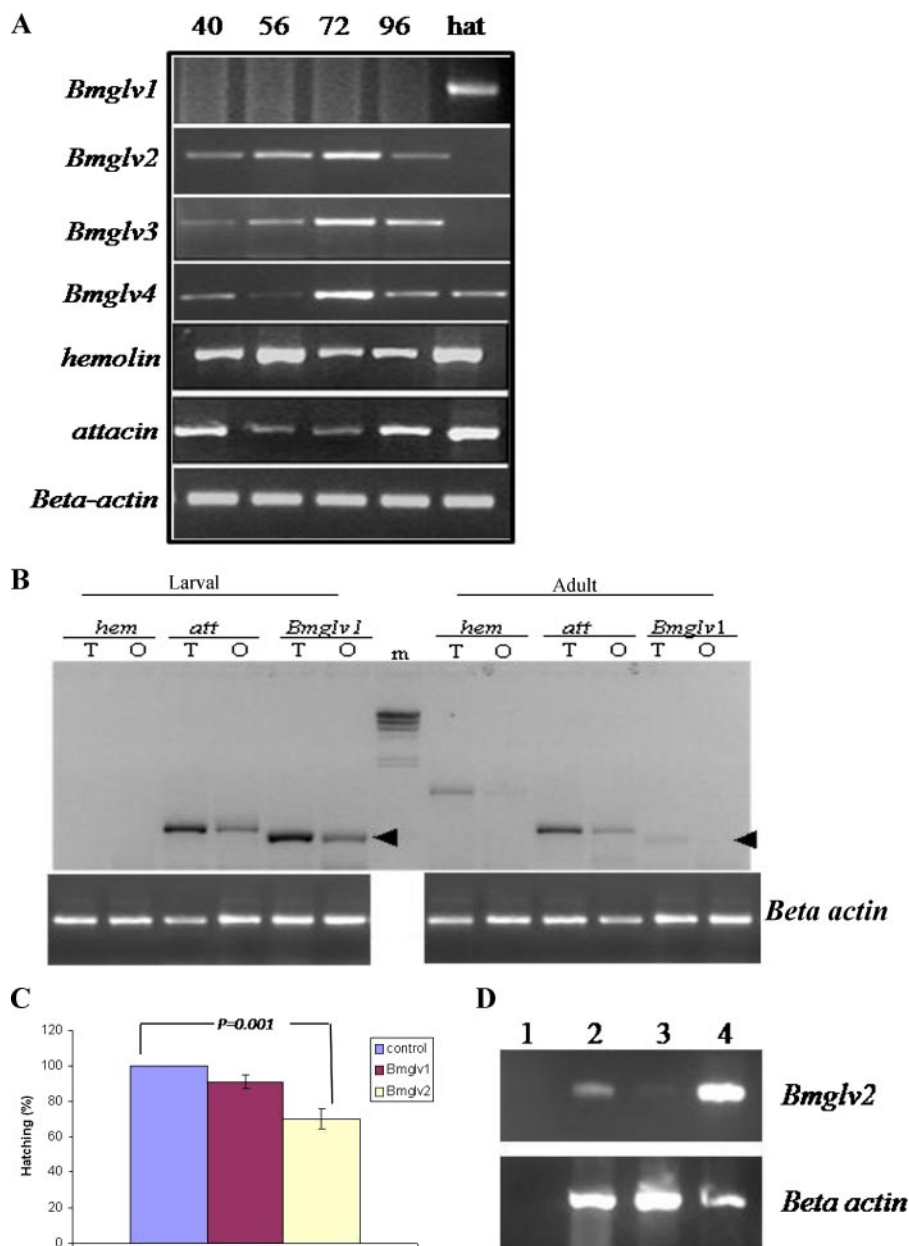 A
40 56 72 96 hat
Bmglv1
Bmglv2
Bmglv3
Bmglv4
hemolin
attacin
Beta-actin
B
Larval Adult
hem att Bmglv1 m hem att Bmglv1
T O T O T O T O T O T O
Beta actin
C
P=0.001
120
100
80
60
40
20
0
Hatching (%)
control
Bmglv1
Bmglv2
D
1 2 3 4
Bmglv2
Beta actin